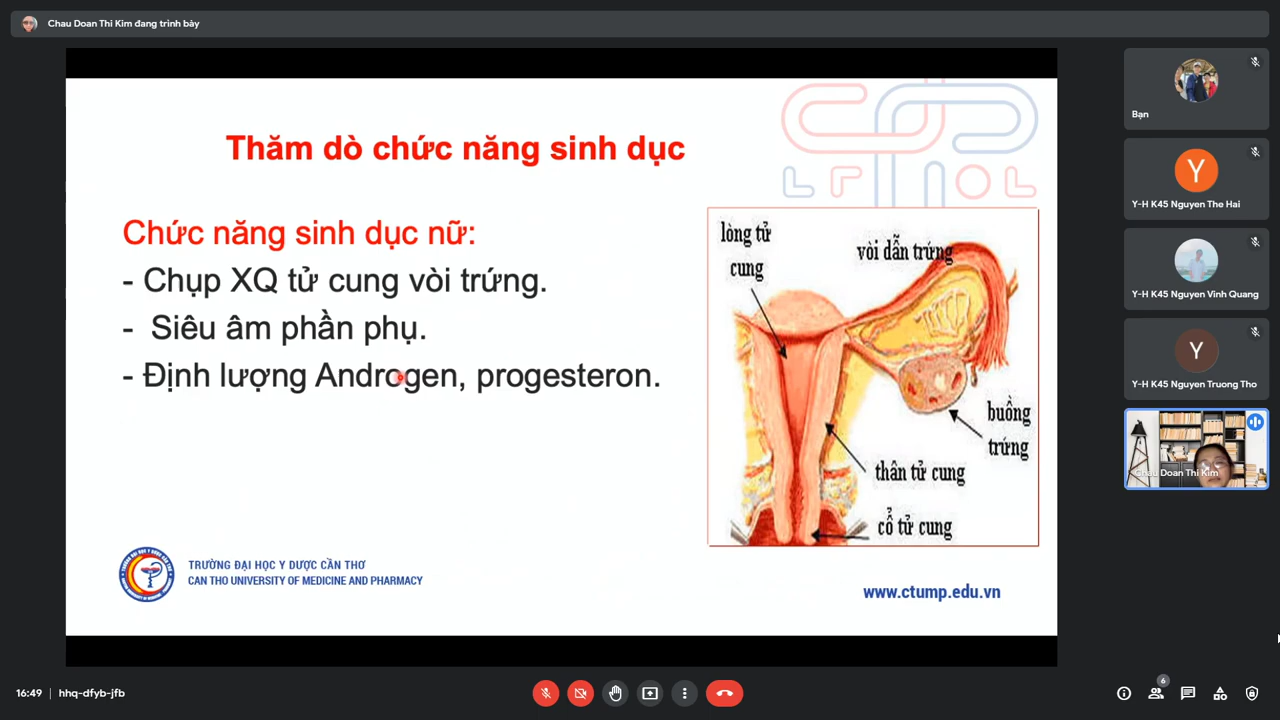 Chau Doan Thi Kim đang trình bày
Thăm dò chức năng sinh dục
Chức năng sinh dục nữ:
- Chụp XQ tử cung vòi trứng.
- Siêu âm phần phụ.
- Định lượng Androgen, progesteron.
lòng tử
cung
vòi dẫn trứng
buồng
trứng
thân tử cung
cổ tử cung
TRƯỜNG ĐẠI HỌC Y DƯỢC CẦN THƠ
CAN THO UNIVERSITY OF MEDICINE AND PHARMACY
www.ctump.edu.vn
Bạn
Y
Y-H K45 Nguyen The Hai
Y-H K45 Nguyen Vinh Quang
Y
Y-H K45 Nguyen Truong Tho
Chau Doan Thi Kim
16:49 | hhq-dfyb-jfb
6